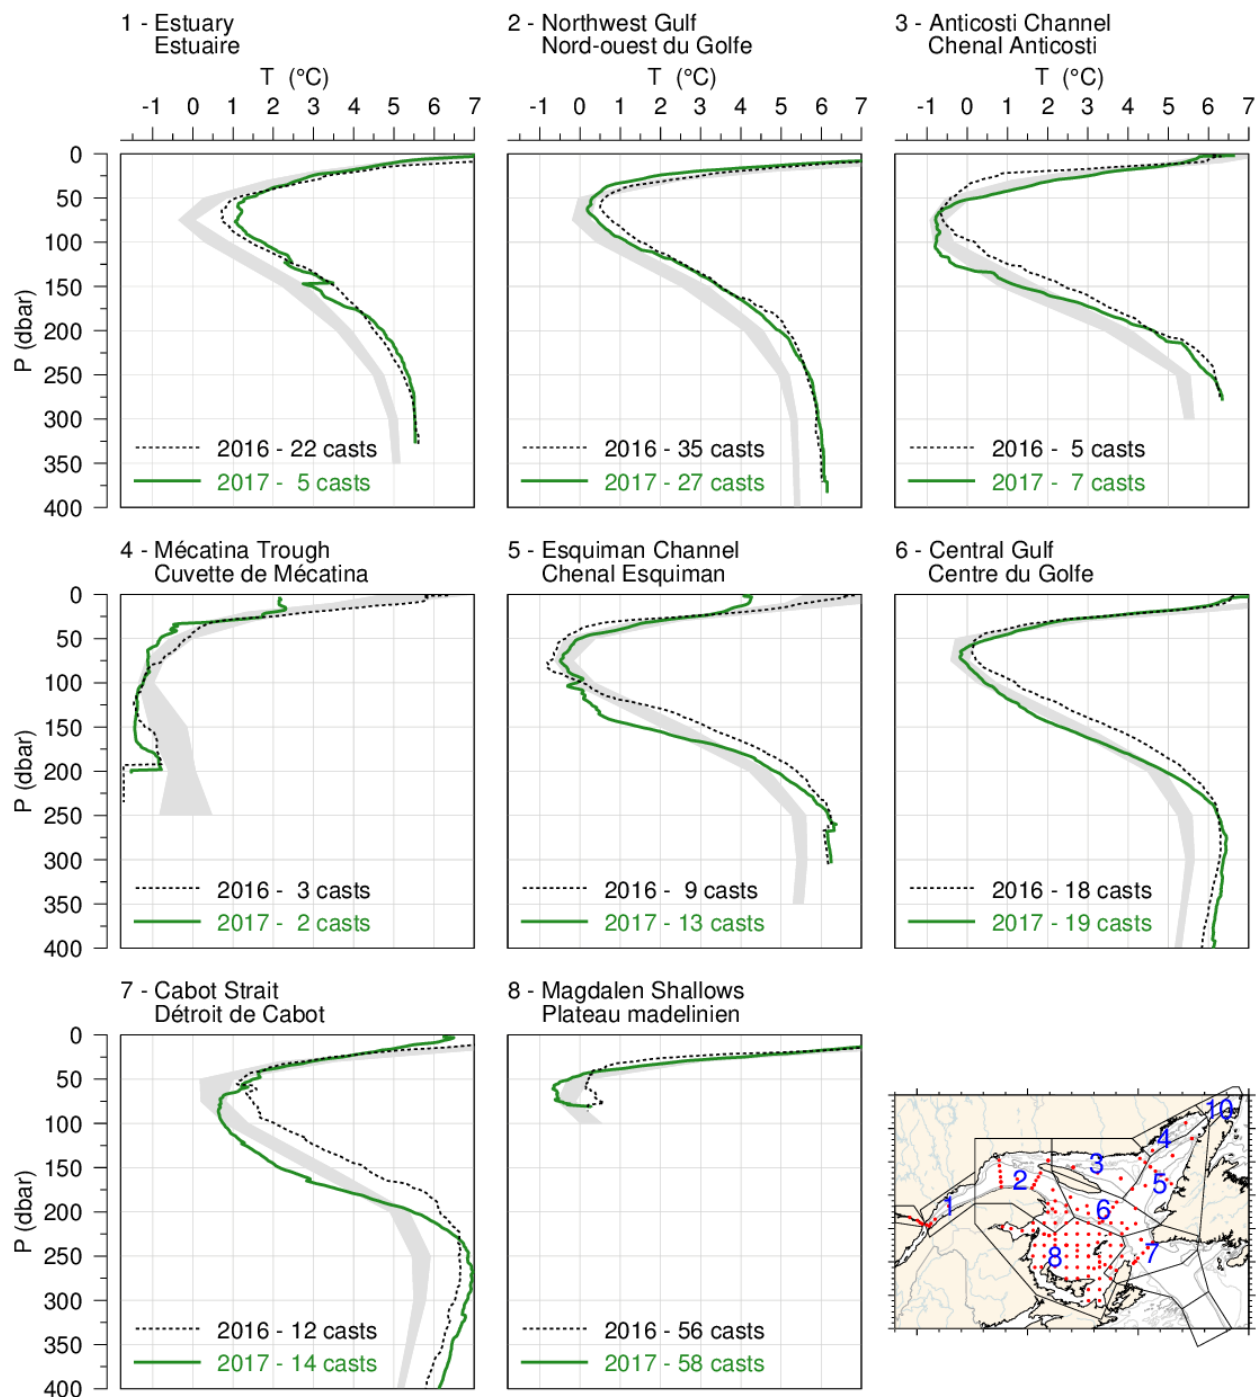 1 - Estuary
Estuaire
T (°C)
-1 0 1 2 3 4 5 6 7
2 - Northwest Gulf
Nord-ouest du Golfe
T (°C)
-1 0 1 2 3 4 5 6 7
3 - Anticosti Channel
Chenal Anticosti
T (°C)
-1 0 1 2 3 4 5 6 7
P (dbar)
0
50
100
150
200
250
300
350
400
2016 - 22 casts
2017 - 5 casts
2016 - 35 casts
2017 - 27 casts
2016 - 5 casts
2017 - 7 casts
4 - Mécatina Trough
Cuvette de Mécatina
5 - Esquiman Channel
Chenal Esquiman
6 - Central Gulf
Centre du Golfe
P (dbar)
0
50
100
150
200
250
300
350
400
2016 - 3 casts
2017 - 2 casts
2016 - 9 casts
2017 - 13 casts
2016 - 18 casts
2017 - 19 casts
7 - Cabot Strait
Détroit de Cabot
8 - Magdalen Shallows
Plateau madelinien
P (dbar)
0
50
100
150
200
250
300
350
400
2016 - 12 casts
2017 - 14 casts
2016 - 56 casts
2017 - 58 casts
10
4
3
5
2
1
6
7
8